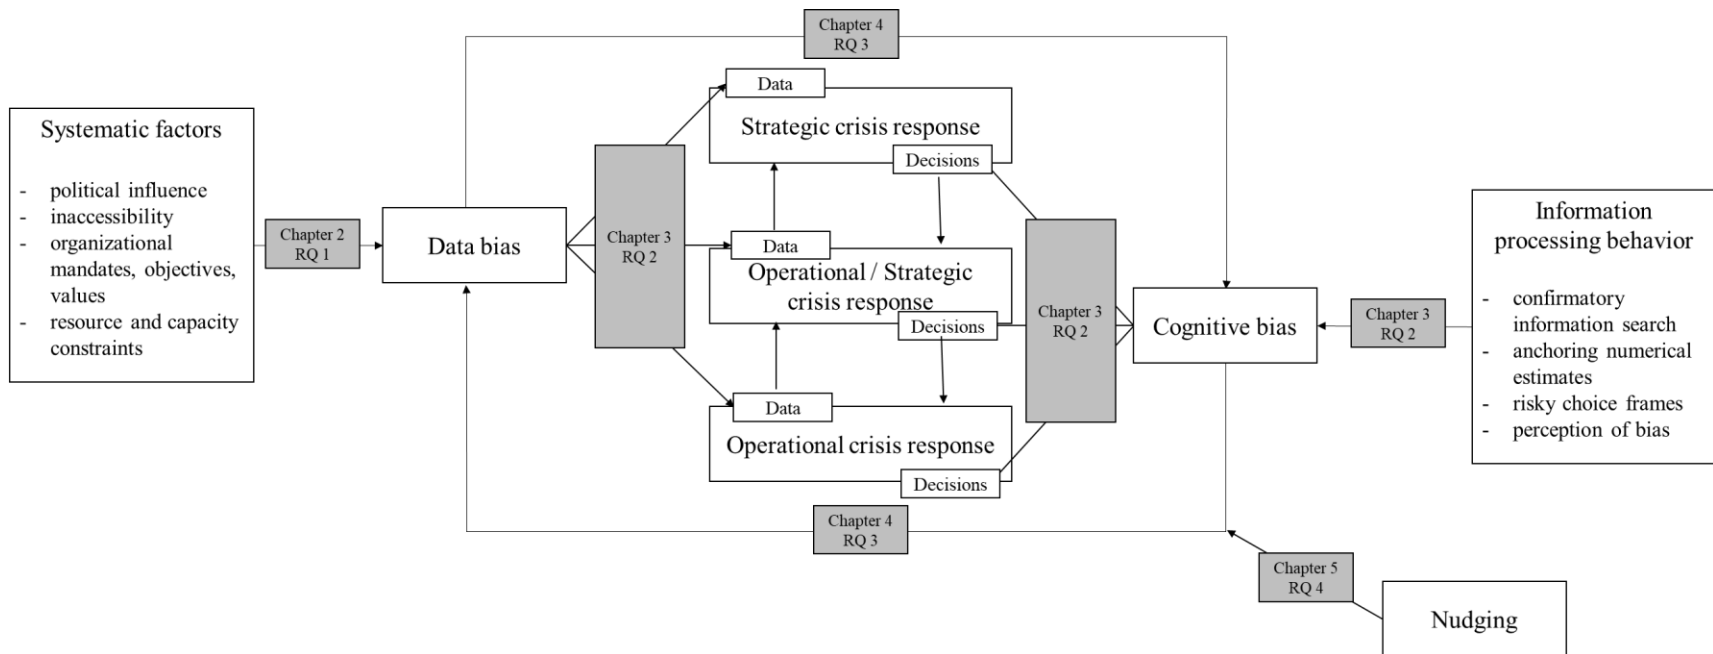 Chapter 4
RQ 3
Systematic factors
- political influence
- inaccessibility
- organizational
mandates, objectives,
values
- resource and capacity
constraints
Chapter 2
RQ 1
Data bias
Chapter 3
RQ 2
Data
Strategic crisis response
Decisions
Data
Operational / Strategic
crisis response
Decisions
Data
Operational crisis response
Decisions
Chapter 3
RQ 2
Cognitive bias
Chapter 3
RQ 2
Information
processing behavior
- confirmatory
information search
- anchoring numerical
estimates
- risky choice frames
- perception of bias
Chapter 4
RQ 3
Chapter 5
RQ 4
Nudging